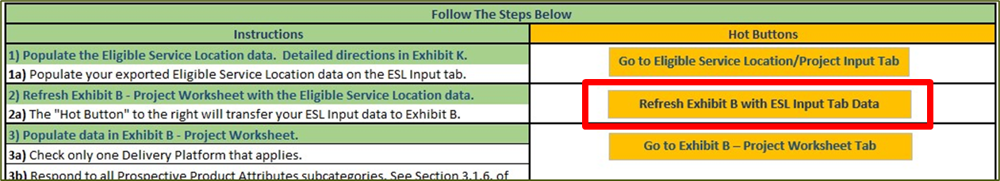 Follow The Steps Below
Instructions
Hot Buttons
1) Populate the Eligible Service Location data.  Detailed directions in Exhibit K.
Go to Eligible Service Location/Project Input Tab
1a) Populate your exported Eligible Service Location data on the ESL Input tab.
2) Refresh Exhibit B - Project Worksheet with the Eligible Service Location data.
Refresh Exhibit B with ESL Input Tab Data
2a) The "Hot Button" to the right will transfer your ESL Input data to Exhibit B.
3) Populate data in Exhibit B - Project Worksheet.
Go to Exhibit B – Project Worksheet Tab
3a) Check only one Delivery Platform that applies.
3b) Respond to all Prospective Product Attributes subcategories. See Section 3.1.6. of